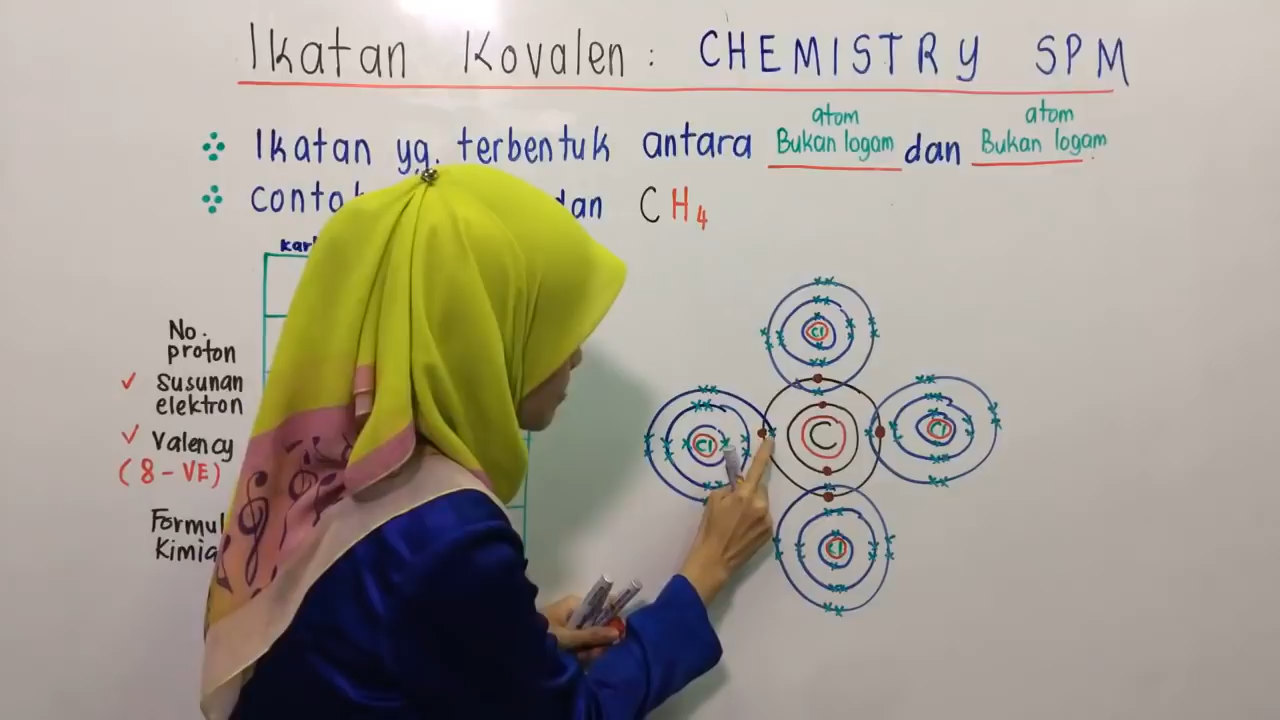 Ikatan Kovalen : CHEMISTRY SPM
Ikatan yg. terbentuk antara atom Bukan logam dan atom Bukan logam
dan CH4
No. proton
✓ Susunan elektron
✓ Valency
(8-VE)
Kimia
Cl
Cl
C
Cl
Cl